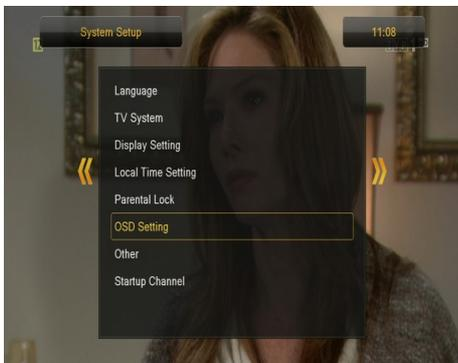 System Setup
11:08
Language
TV System
Display Setting
Local Time Setting
Parental Lock
OSD Setting
Other
Startup Channel